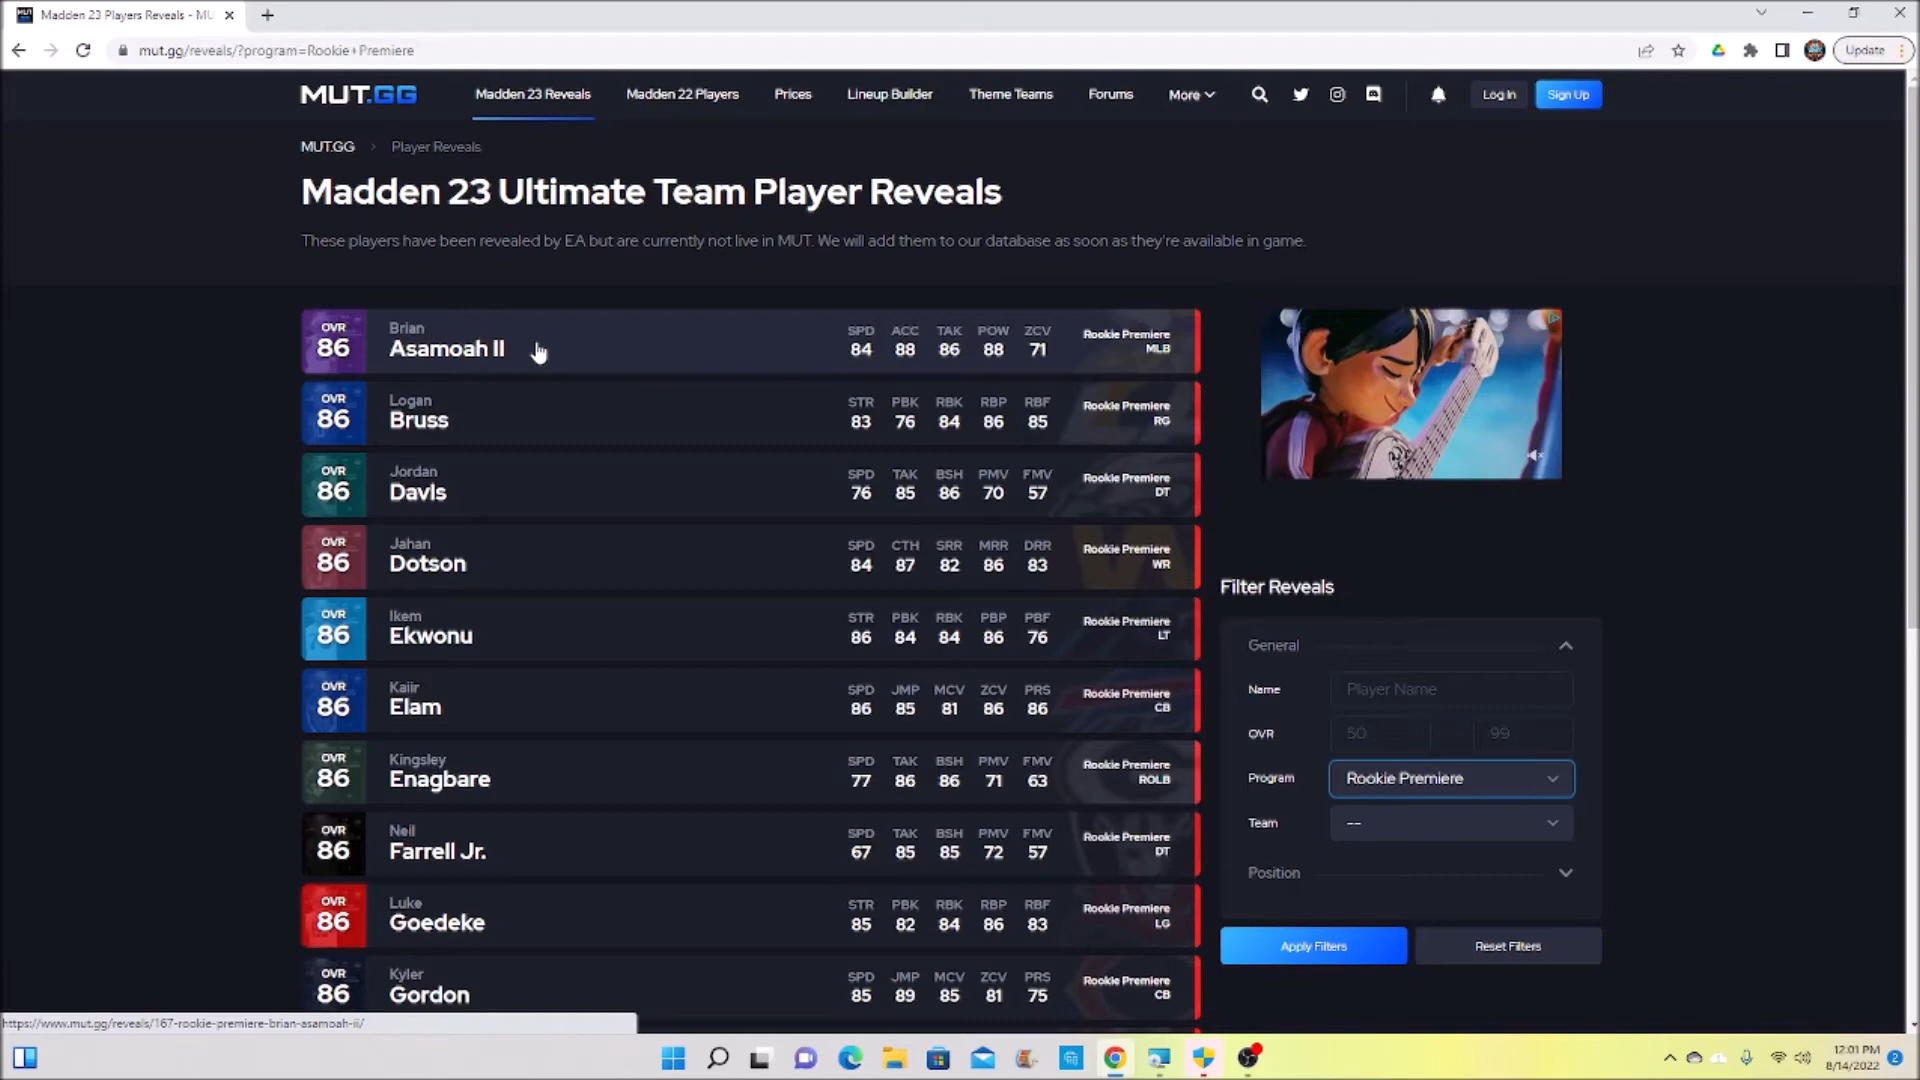 Madden 23 Players Reveals - MU
mut.gg/reveals/?program=Rookie+Premiere
Update
MUT.GG
Madden 23 Reveals
Madden 22 Players
Prices
Lineup Builder
Theme Teams
Forums
More
Log In
Sign Up
MUT.GG > Player Reveals
Madden 23 Ultimate Team Player Reveals
These players have been revealed by EA but are currently not live in MUT. We will add them to our database as soon as they're available in game.
OVR Brian SPD ACC TAK POW ZCV Rookie Premiere
86 Asamoah II 84 88 86 88 71 MLB
OVR Logan STR PBK RBK RBP RBF Rookie Premiere
86 Bruss 83 76 84 86 85 RG
OVR Jordan SPD TAK BSH PMV FMV Rookie Premiere
86 Davis 76 85 86 70 57 DT
OVR Jahan SPD CTH SRR MRR DRR Rookie Premiere
86 Dotson 84 87 82 86 83 WR
OVR Ikem STR PBK RBK PBP PBF Rookie Premiere
86 Ekwonu 86 84 84 86 76 LT
OVR Kaiir SPD JMP MCV ZCV PRS Rookie Premiere
86 Elam 86 85 81 86 86 CB
OVR Kingsley SPD TAK BSH PMV FMV Rookie Premiere
86 Enagbare 77 86 86 71 63 ROLB
OVR Neil SPD TAK BSH PMV FMV Rookie Premiere
86 Farrell Jr. 67 85 85 72 57 DT
OVR Luke STR PBK RBK RBP RBF Rookie Premiere
86 Goedeke 85 82 84 86 83 LG
OVR Kyler SPD JMP MCV ZCV PRS Rookie Premiere
86 Gordon 85 89 85 81 75 CB
Filter Reveals
General
Name Player Name
OVR 50 99
Program Rookie Premiere
Team --
Position
Apply Filters
Reset Filters
https://www.mut.gg/reveals/167-rookie-premiere-brian-asamoah-ii/
12:01 PM
8/14/2022
2